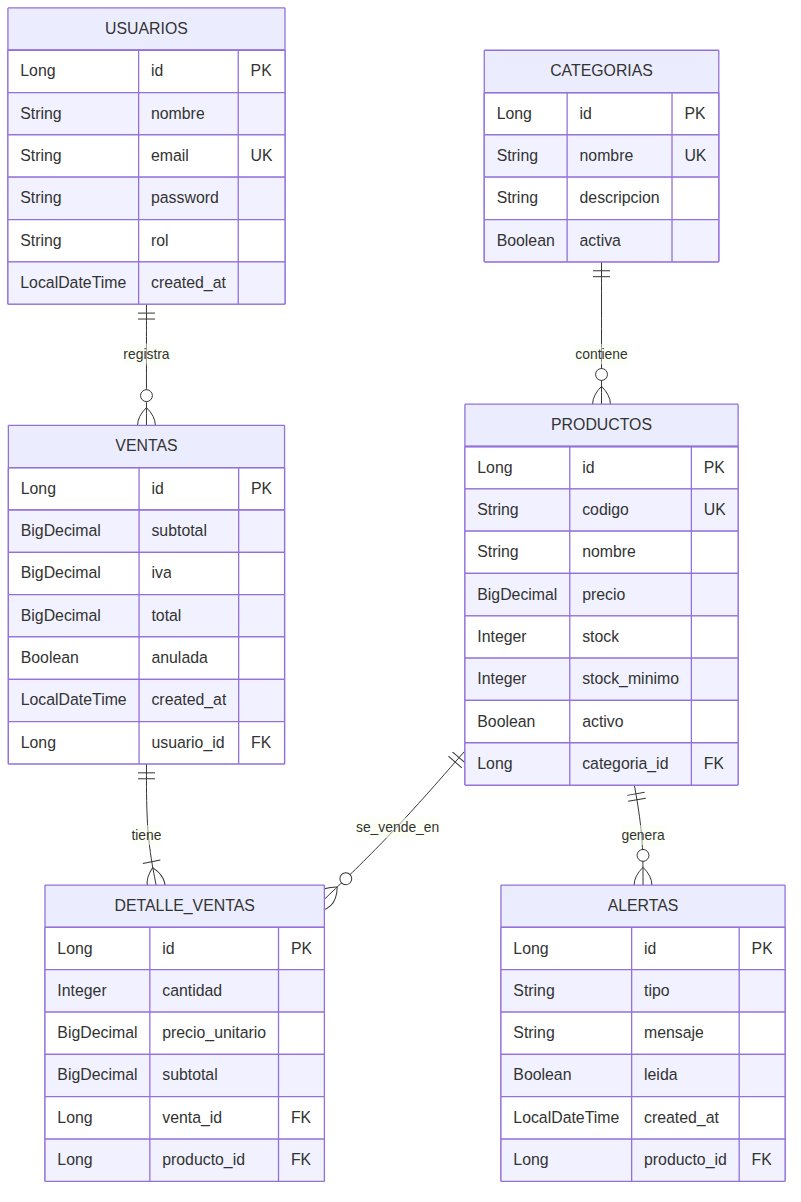 USUARIOS
Long id PK
String nombre
String email UK
String password
String rol
LocalDateTime created_at
CATEGORIAS
Long id PK
String nombre UK
String descripcion
Boolean activa
registra
contiene
VENTAS
Long id PK
BigDecimal subtotal
BigDecimal iva
BigDecimal total
Boolean anulada
LocalDateTime created_at
Long usuario_id FK
PRODUCTOS
Long id PK
String codigo UK
String nombre
BigDecimal precio
Integer stock
Integer stock_minimo
Boolean activo
Long categoria_id FK
tiene
se_vende_en
genera
DETALLE_VENTAS
Long id PK
Integer cantidad
BigDecimal precio_unitario
BigDecimal subtotal
Long venta_id FK
Long producto_id FK
ALERTAS
Long id PK
String tipo
String mensaje
Boolean leida
LocalDateTime created_at
Long producto_id FK